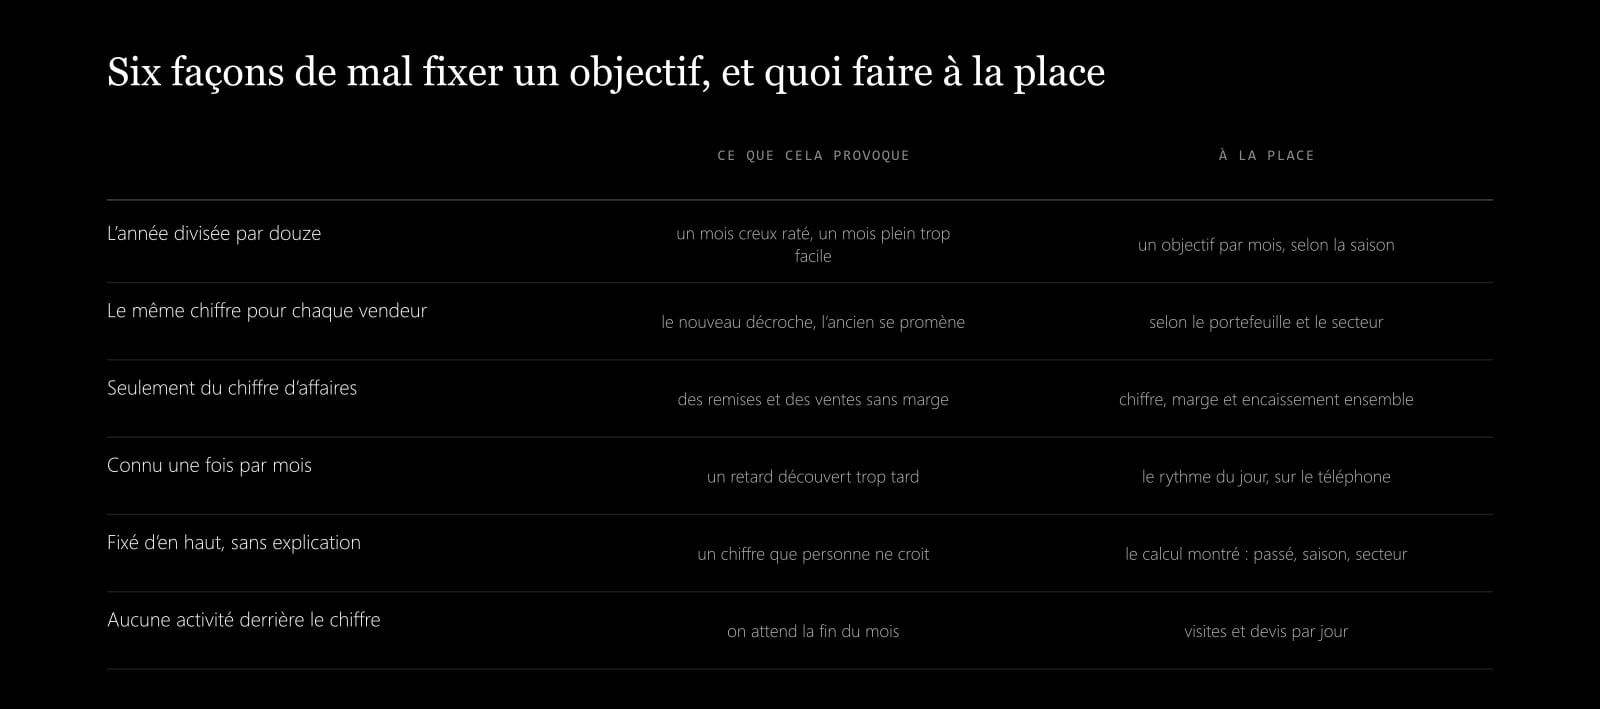 Six façons de mal fixer un objectif, et quoi faire à la place
CE QUE CELA PROVOQUE
À LA PLACE
L’année divisée par douze
un mois creux raté, un mois plein trop
facile
un objectif par mois, selon la saison
Le même chiffre pour chaque vendeur
le nouveau décroche, l’ancien se promène
selon le portefeuille et le secteur
Seulement du chiffre d’affaires
des remises et des ventes sans marge
chiffre, marge et encaissement ensemble
Connu une fois par mois
un retard découvert trop tard
le rythme du jour, sur le téléphone
Fixé d’en haut, sans explication
un chiffre que personne ne croit
le calcul montré : passé, saison, secteur
Aucune activité derrière le chiffre
on attend la fin du mois
visites et devis par jour